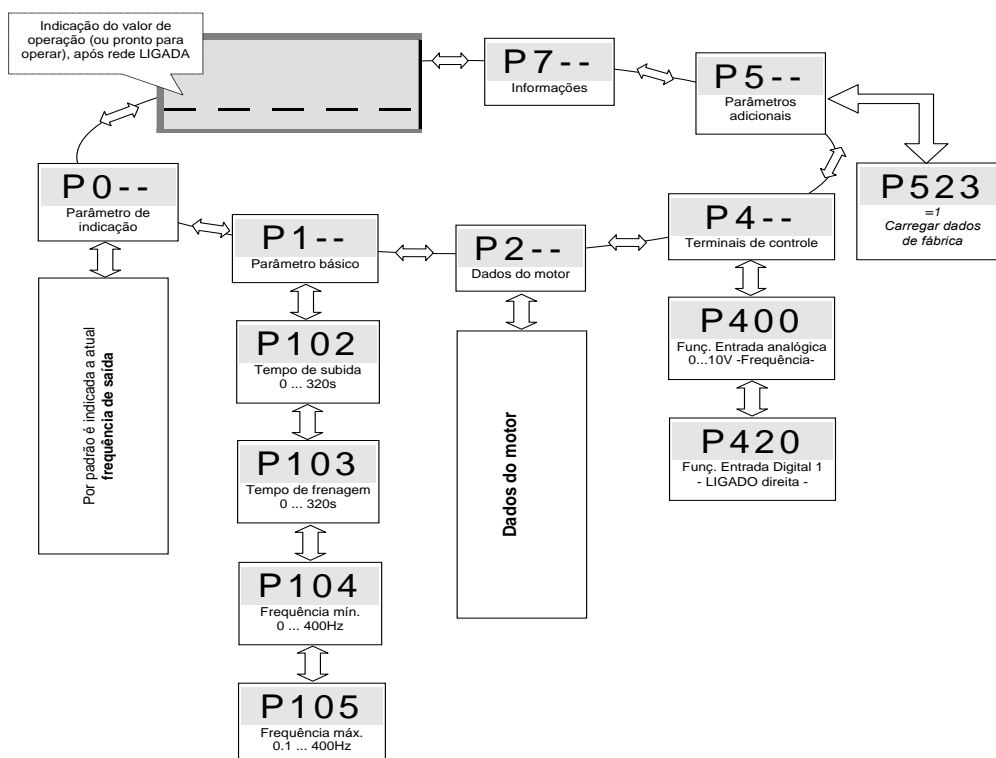 Indicação do valor de
operação (ou pronto para
operar), após rede LIGADA
P7--
Informações
P5--
Parâmetros
adicionais
P0--
Parâmetro de
indicação
P1--
Parâmetro básico
P2--
Dados do motor
P4--
Terminais de controle
P523
=1
Carregar dados
de fábrica
Por padrão é indicada a atual
frequência de saída
P102
Tempo de subida
0 ... 320s
P103
Tempo de frenagem
0 ... 320s
P104
Frequência mín.
0 ... 400Hz
P105
Frequência máx.
0.1 ... 400Hz
Dados do motor
P400
Funç. Entrada analógica
0...10V -Frequência-
P420
Funç. Entrada Digital 1
- LIGADO direita -